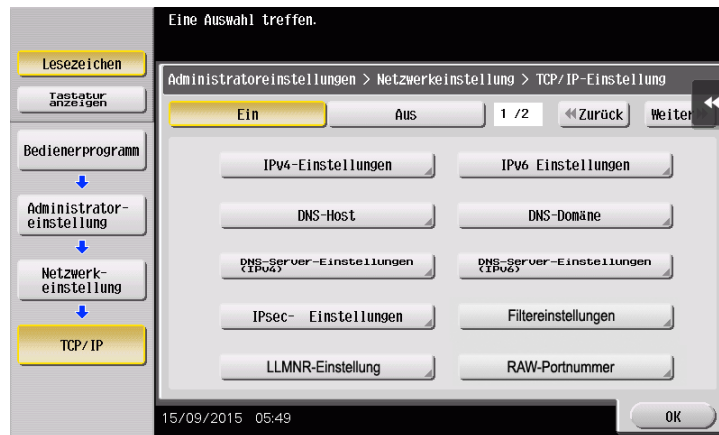 Eine Auswahl treffen.
Lesezeichen
Tastatur
anzeigen
Bedienerprogramm
Administrator-
einstellung
Netzwerk-
einstellung
TCP/IP
Administratoreinstellungen > Netzwerkeinstellung > TCP/IP-Einstellung
Ein Aus 1 /2 Zurück Weiter
IPv4-Einstellungen IPv6 Einstellungen
DNS-Host DNS-Domäne
DNS-Server-Einstellungen
(IPv4)
DNS-Server-Einstellungen
(IPv6)
IPsec- Einstellungen Filtereinstellungen
LLMNR-Einstellung RAW-Portnummer
15/09/2015 05:49 OK